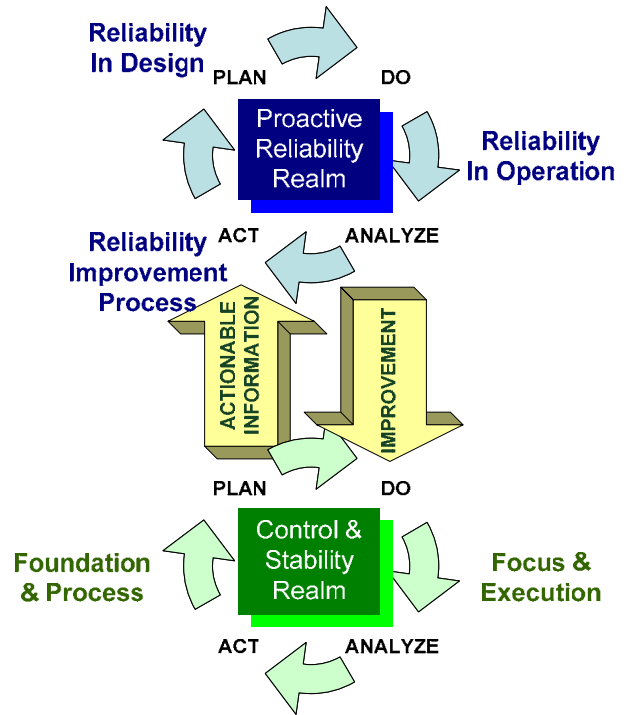 Reliability
In Design
PLAN
DO
Proactive
Reliability
Realm
Reliability
In Operation
ACT
ANALYZE
Reliability
Improvement
Process
ACTIONABLE
INFORMATION
IMPROVEMENT
PLAN
DO
Control &
Stability
Realm
Foundation
& Process
Focus &
Execution
ACT
ANALYZE